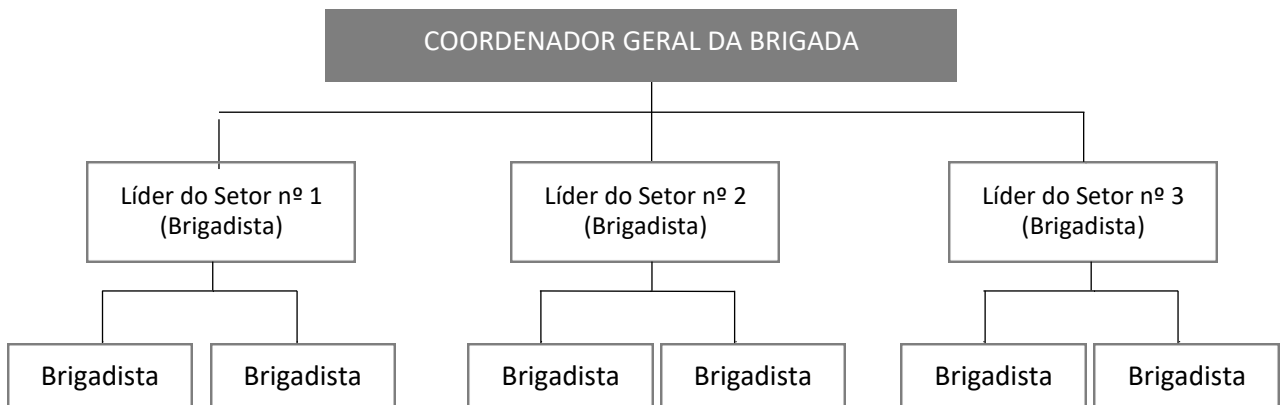 COORDENADOR GERAL DA BRIGADA
Líder do Setor nº 1
(Brigadista)
Líder do Setor nº 2
(Brigadista)
Líder do Setor nº 3
(Brigadista)
Brigadista
Brigadista
Brigadista
Brigadista
Brigadista
Brigadista